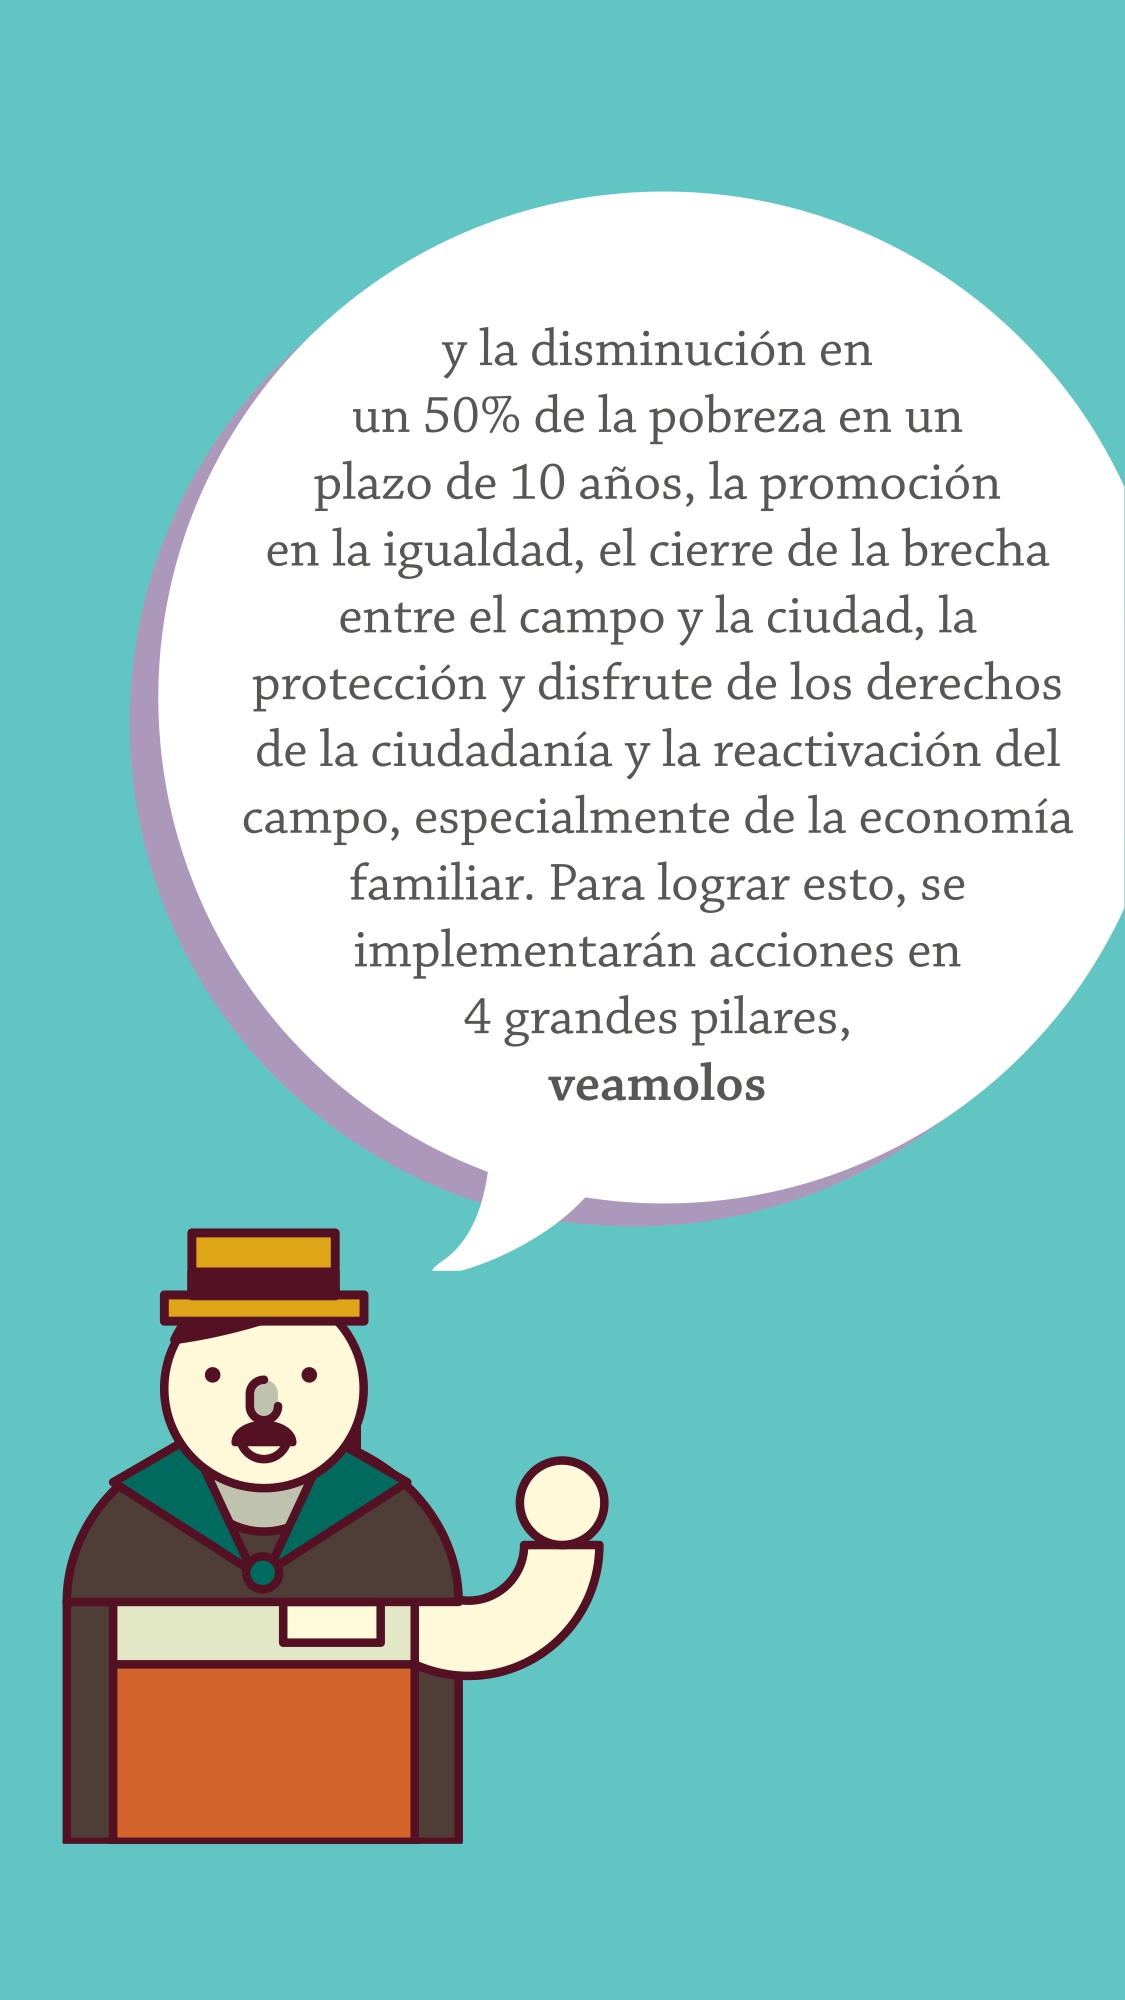 y la disminución en
un 50% de la pobreza en un
plazo de 10 años, la promoción
en la igualdad, el cierre de la brecha
entre el campo y la ciudad, la
protección y disfrute de los derechos
de la ciudadanía y la reactivación del
campo, especialmente de la economía
familiar. Para lograr esto, se
implementarán acciones en
4 grandes pilares,
veamolos